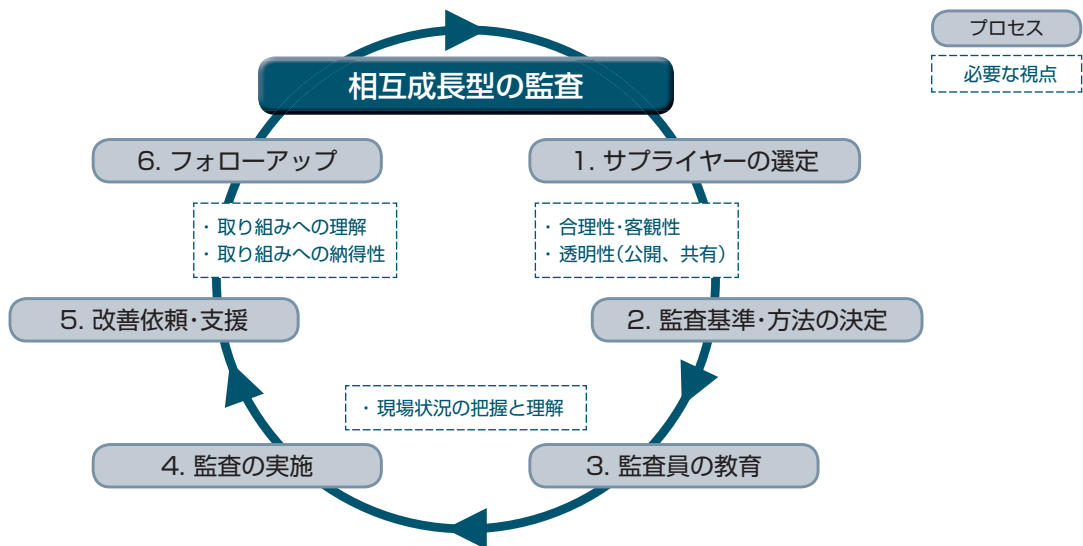 プロセス
必要な視点
相互成長型の監査
6. フォローアップ
1. サプライヤーの選定
・取り組みへの理解
・取り組みへの納得性
・合理性・客観性
・透明性（公開、共有）
5. 改善依頼・支援
2. 監査基準・方法の決定
・現場状況の把握と理解
4. 監査の実施
3. 監査員の教育